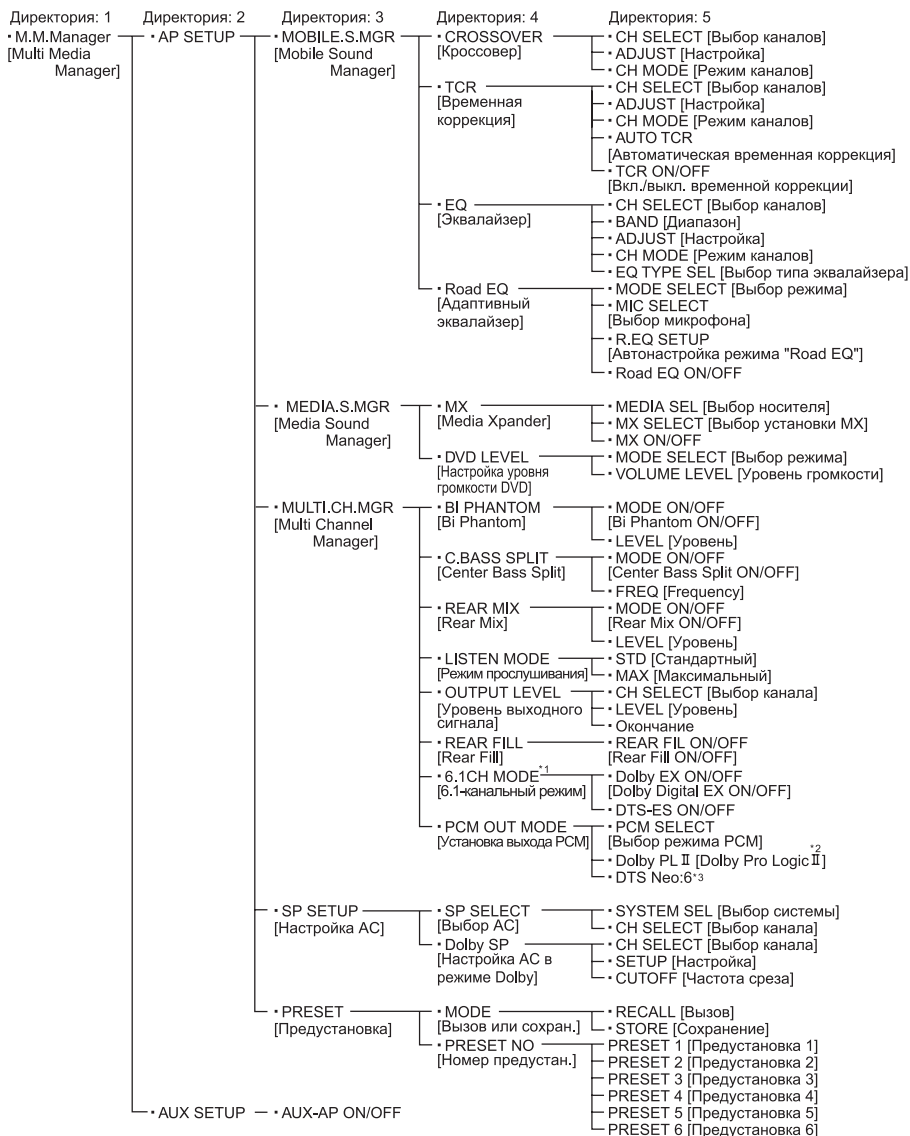 Директория: 1 Директория: 2 Директория: 3 Директория: 4 Директория: 5
· M.M.Manager · AP SETUP · MOBILE.S.MGR · CROSSOVER · CH SELECT [Выбор каналов]
[Multi Media [Mobile Sound [Кроссовер] · ADJUST [Настройка]
Manager] Manager] · CH MODE [Режим каналов]
· TCR · CH SELECT [Выбор каналов]
[Временная · ADJUST [Настройка]
коррекция] · CH MODE [Режим каналов]
· AUTO TCR
[Автоматическая временная коррекция]
· TCR ON/OFF
[Вкл./выкл. временной коррекции]
· EQ · CH SELECT [Выбор каналов]
[Эквалайзер] · BAND [Диапазон]
· ADJUST [Настройка]
· CH MODE [Режим каналов]
· EQ TYPE SEL [Выбор типа эквалайзера]
· Road EQ · MODE SELECT [Выбор режима]
[Адаптивный · MIC SELECT
эквалайзер] [Выбор микрофона]
· R.EQ SETUP
[Автонастройка режима "Road EQ"]
· Road EQ ON/OFF
· MEDIA.S.MGR · MX · MEDIA SEL [Выбор носителя]
[Media Sound [Media Xpander] · MX SELECT [Выбор установки MX]
Manager] · MX ON/OFF
· DVD LEVEL · MODE SELECT [Выбор режима]
[Настройка уровня · VOLUME LEVEL [Уровень громкости]
громкости DVD]
· MULTI.CH.MGR · BI PHANTOM · MODE ON/OFF
[Multi Channel [Bi Phantom] [Bi Phantom ON/OFF]
Manager] · LEVEL [Уровень]
· C.BASS SPLIT · MODE ON/OFF
[Center Bass Split] [Center Bass Split ON/OFF]
· FREQ [Frequency]
· REAR MIX · MODE ON/OFF
[Rear Mix] [Rear Mix ON/OFF]
· LEVEL [Уровень]
· LISTEN MODE · STD [Стандартный]
[Режим прослушивания] · MAX [Максимальный]
· OUTPUT LEVEL · CH SELECT [Выбор канала]
[Уровень выходного · LEVEL [Уровень]
сигнала] · Окончание
· REAR FILL · REAR FIL ON/OFF
[Rear Fill] [Rear Fill ON/OFF]
· 6.1CH MODE*1 · Dolby EX ON/OFF
[6.1-канальный режим] [Dolby Digital EX ON/OFF]
· DTS-ES ON/OFF
· PCM OUT MODE · PCM SELECT
[Установка выхода PCM] [Выбор режима PCM]
· Dolby PL II [Dolby Pro Logic II]*2
· DTS Neo:6*3
· SP SETUP · SP SELECT · SYSTEM SEL [Выбор системы]
[Настройка АС] [Выбор АС] · CH SELECT [Выбор канала]
· Dolby SP · CH SELECT [Выбор канала]
[Настройка АС в · SETUP [Настройка]
режиме Dolby] · CUTOFF [Частота среза]
· PRESET · MODE · RECALL [Вызов]
[Предустановка] [Вызов или сохран.] · STORE [Сохранение]
· PRESET NO PRESET 1 [Предустановка 1]
[Номер предустан.] PRESET 2 [Предустановка 2]
PRESET 3 [Предустановка 3]
PRESET 4 [Предустановка 4]
· AUX SETUP · AUX-AP ON/OFF PRESET 5 [Предустановка 5]
PRESET 6 [Предустановка 6]